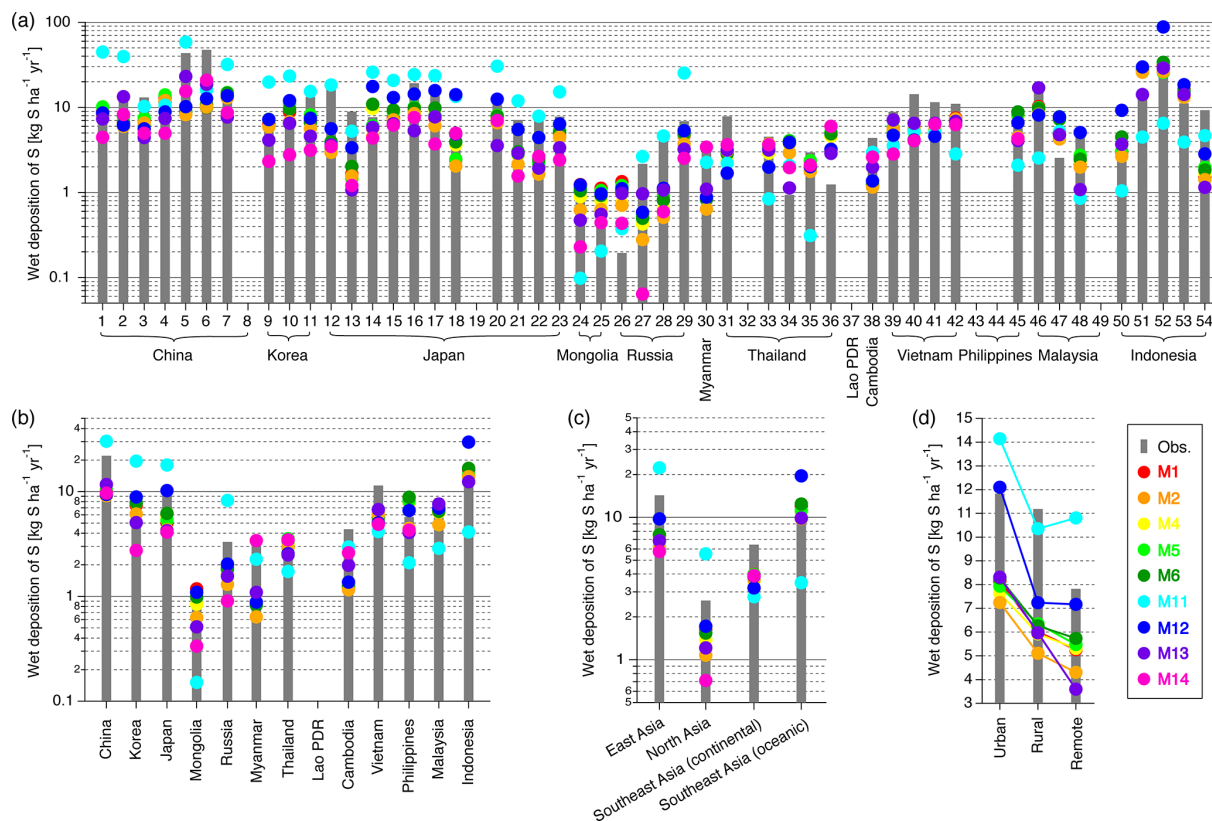 (a)
Wet deposition of S [kg S ha⁻¹ yr⁻¹]
100
10
1
0.1
1 2 3 4 5 6 7 8 9 10 11 12 13 14 15 16 17 18 19 20 21 22 23 24 25 26 27 28 29 30 31 32 33 34 35 36 37 38 39 40 41 42 43 44 45 46 47 48 49 50 51 52 53 54
China Korea Japan Mongolia Russia Myanmar Thailand Lao PDR Cambodia Vietnam Philippines Malaysia Indonesia
(b)
Wet deposition of S [kg S ha⁻¹ yr⁻¹]
4
2
10
8
6
4
2
1
8
6
4
2
0.1
China Korea Japan Mongolia Russia Myanmar Thailand Lao PDR Cambodia Vietnam Philippines Malaysia Indonesia
(c)
Wet deposition of S [kg S ha⁻¹ yr⁻¹]
5
4
3
2
10
9
8
7
6
5
4
3
2
1
9
8
7
6
5
East Asia
North Asia
Southeast Asia (continental)
Southeast Asia (oceanic)
(d)
Wet deposition of S [kg S ha⁻¹ yr⁻¹]
15
14
13
12
11
10
9
8
7
6
5
4
3
Urban Rural Remote
Obs.
M1
M2
M4
M5
M6
M11
M12
M13
M14